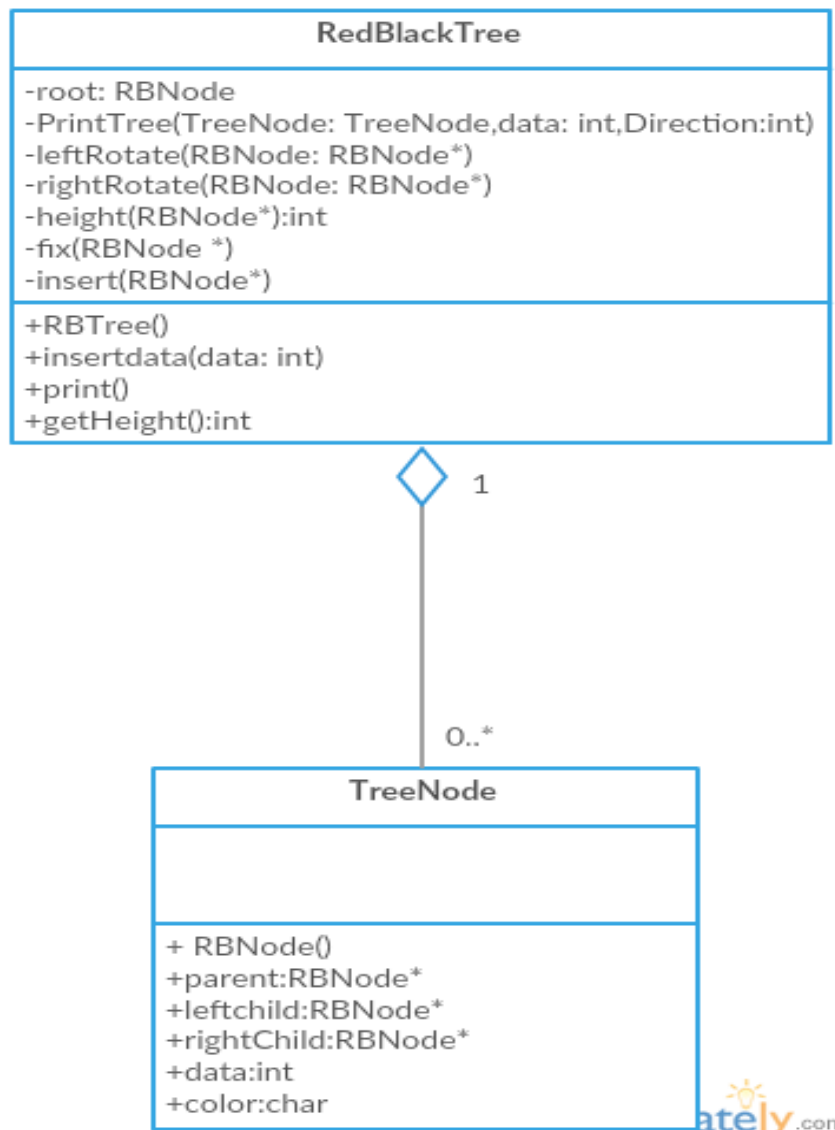 RedBlackTree
-root: RBNode
-PrintTree(TreeNode: TreeNode,data: int,Direction:int)
-leftRotate(RBNode: RBNode*)
-rightRotate(RBNode: RBNode*)
-height(RBNode*):int
-fix(RBNode *)
-insert(RBNode*)
+RBTree()
+insertdata(data: int)
+print()
+getHeight():int
1
0..*
TreeNode
+ RBNode()
+parent:RBNode*
+leftchild:RBNode*
+rightChild:RBNode*
+data:int
+color:char